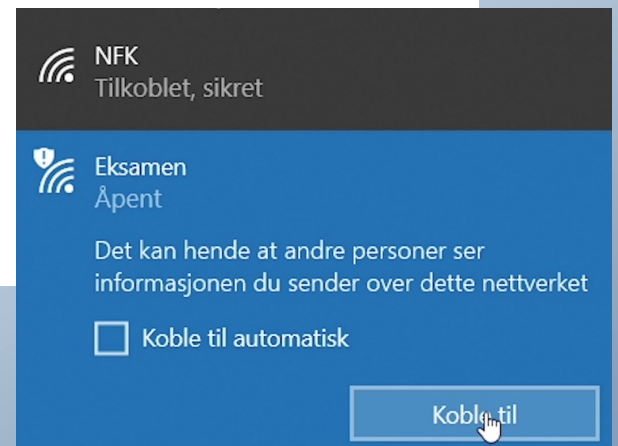 NFK
Tilkoblet, sikret
Eksamen
Åpent
Det kan hende at andre personer ser
informasjonen du sender over dette nettverket
Koble til automatisk
Koble til